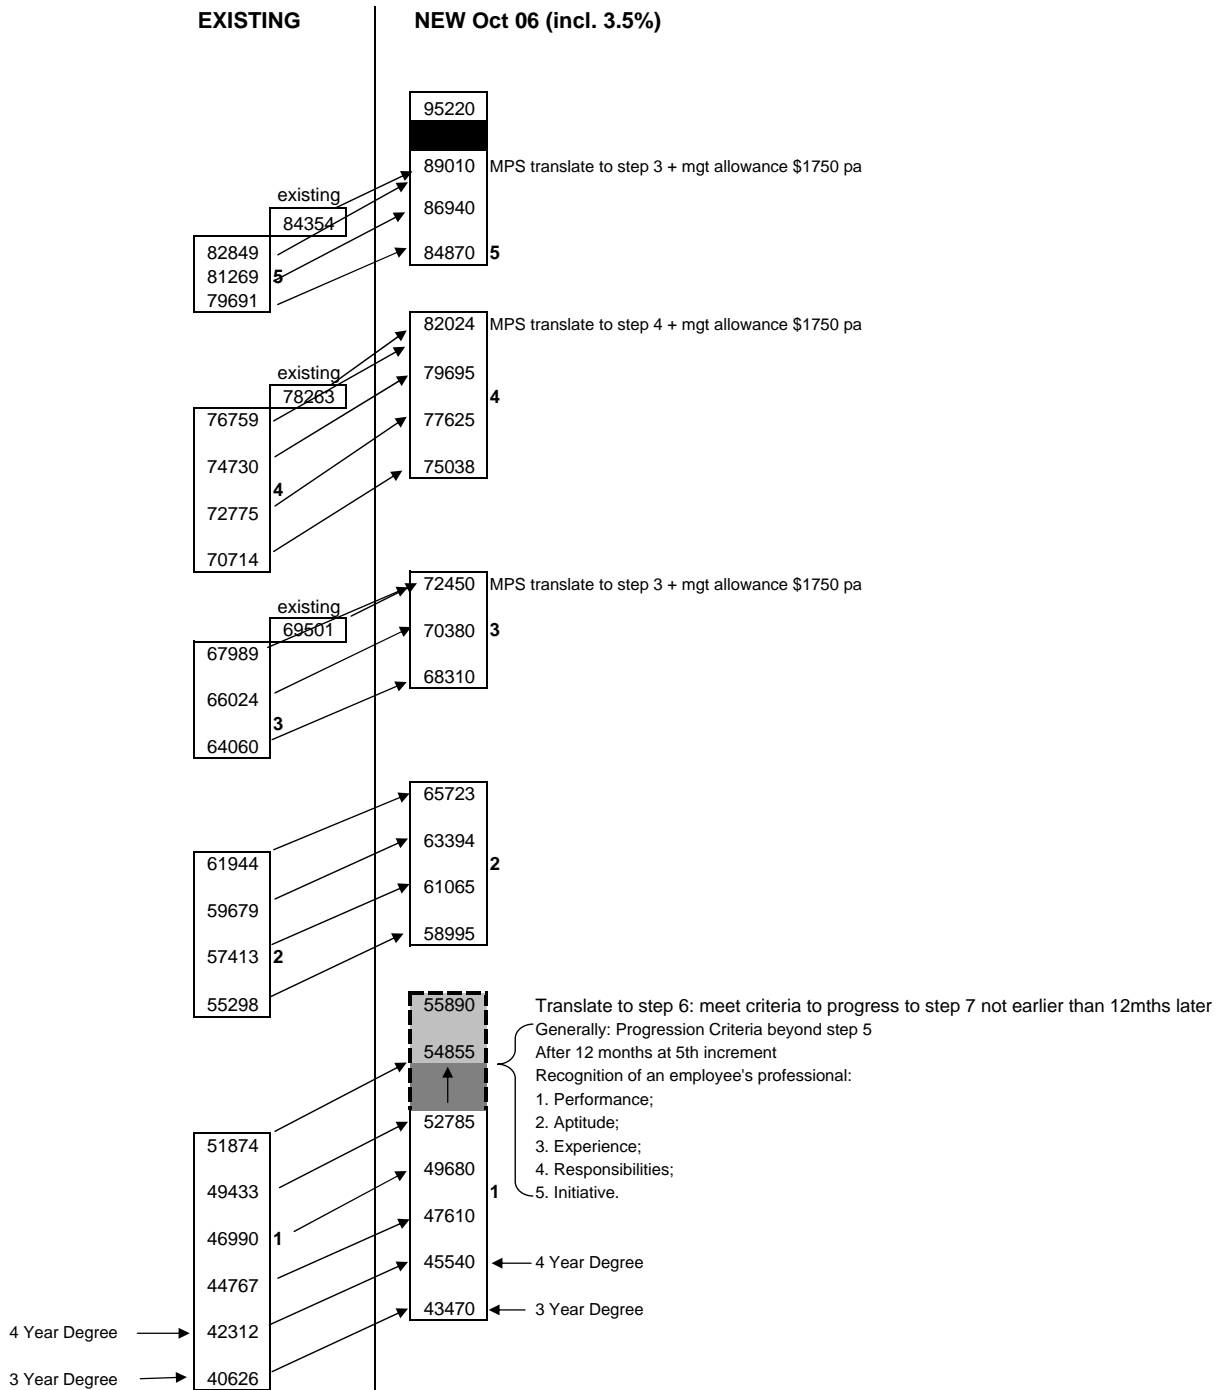 EXISTING NEW Oct 06 (incl. 3.5%)
95220
89010 MPS translate to step 3 + mgt allowance $1750 pa
existing
86940
84354
82849
84870 5
81269 5
79691
82024 MPS translate to step 4 + mgt allowance $1750 pa
existing
79695
78263
4
76759
77625
74730
75038
4
72775
70714
72450 MPS translate to step 3 + mgt allowance $1750 pa
existing
69501
70380 3
67989
68310
66024
3
64060
65723
63394
61944
2
61065
59679
58995
57413 2
55298
55890 Translate to step 6: meet criteria to progress to step 7 not earlier than 12mths later
Generally: Progression Criteria beyond step 5
54855 After 12 months at 5th increment
Recognition of an employee's professional:
1. Performance;
52785 2. Aptitude;
51874
3. Experience;
49680 4. Responsibilities;
49433
1 5. Initiative.
47610
46990 1
45540 4 Year Degree
44767
43470 3 Year Degree
4 Year Degree 42312
3 Year Degree 40626